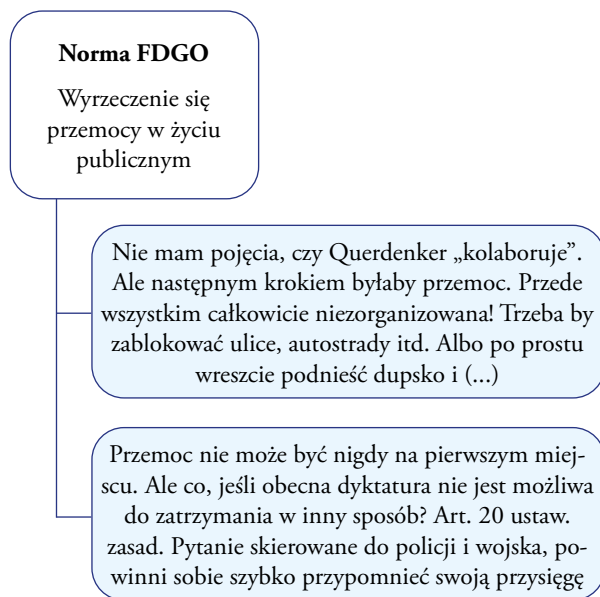 Norma FDGO
Wyrzeczenie się
przemocy w życiu
publicznym
Nie mam pojęcia, czy Querdenker „kolaboruje”.
Ale następnym krokiem byłaby przemoc. Przede
wszystkim całkowicie niezorganizowana! Trzeba by
zablokować ulice, autostrady itd. Albo po prostu
wreszcie podnieść dupsko i (...)
Przemoc nie może być nigdy na pierwszym miej-
scu. Ale co, jeśli obecna dyktatura nie jest możliwa
do zatrzymania w inny sposób? Art. 20 ustaw.
zasad. Pytanie skierowane do policji i wojska, po-
winni sobie szybko przypomnieć swoją przysięgę